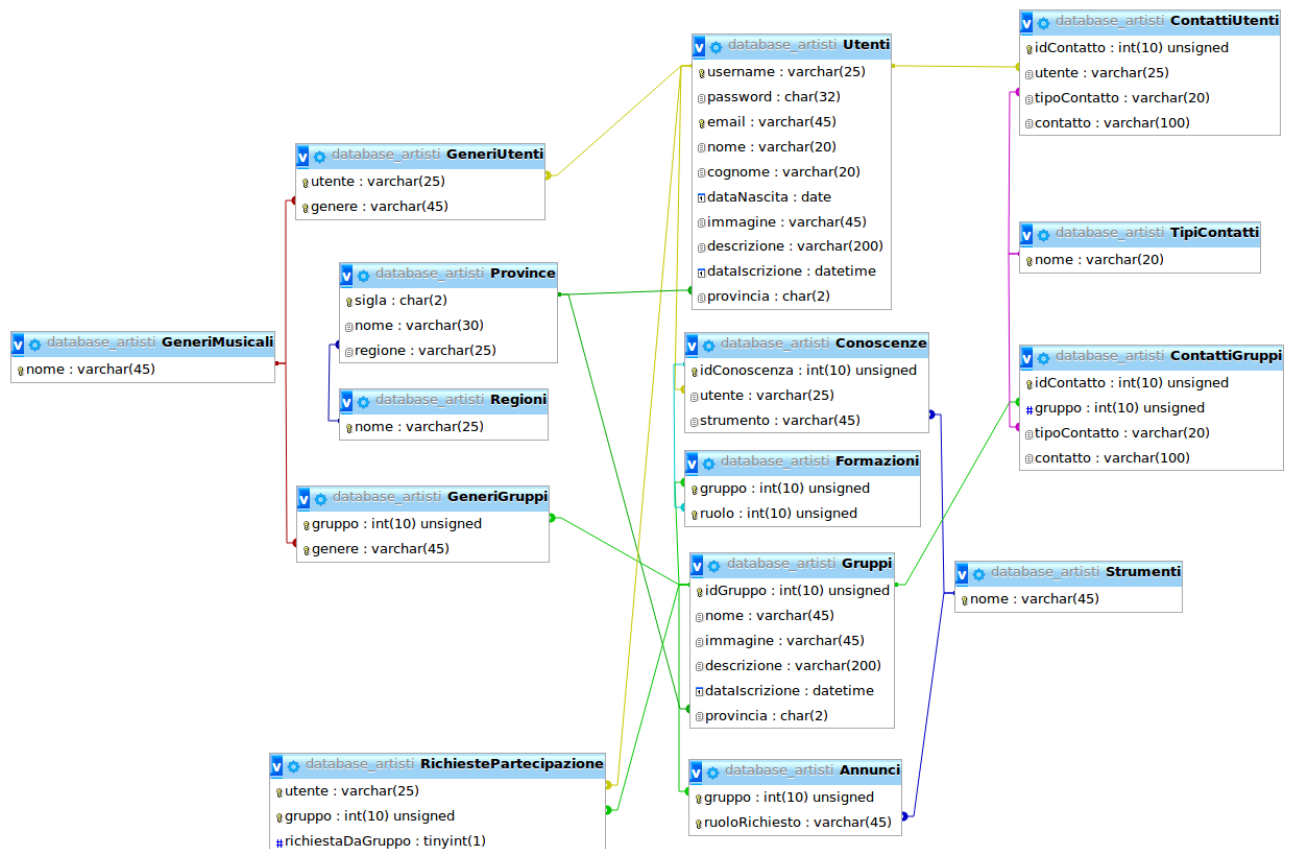 database_artisti Utenti
username : varchar(25)
password : char(32)
email : varchar(45)
nome : varchar(20)
cognome : varchar(20)
dataNascita : date
immagine : varchar(45)
descrizione : varchar(200)
dataIscrizione : datetime
provincia : char(2)
database_artisti ContattiUtenti
idContatto : int(10) unsigned
utente : varchar(25)
tipoContatto : varchar(20)
contatto : varchar(100)
database_artisti GeneriUtenti
utente : varchar(25)
genere : varchar(45)
database_artisti TipiContatti
nome : varchar(20)
database_artisti Province
sigla : char(2)
nome : varchar(30)
regione : varchar(25)
database_artisti GeneriMusicali
nome : varchar(45)
database_artisti Conoscenze
idConoscenza : int(10) unsigned
utente : varchar(25)
strumento : varchar(45)
database_artisti ContattiGruppi
idContatto : int(10) unsigned
#gruppo : int(10) unsigned
tipoContatto : varchar(20)
contatto : varchar(100)
database_artisti Regioni
nome : varchar(25)
database_artisti Formazioni
gruppo : int(10) unsigned
ruolo : int(10) unsigned
database_artisti GeneriGruppi
gruppo : int(10) unsigned
genere : varchar(45)
database_artisti Gruppi
idGruppo : int(10) unsigned
nome : varchar(45)
immagine : varchar(45)
descrizione : varchar(200)
dataIscrizione : datetime
provincia : char(2)
database_artisti Strumenti
nome : varchar(45)
database_artisti RichiestePartecipazione
utente : varchar(25)
gruppo : int(10) unsigned
#richiestaDaGruppo : tinyint(1)
database_artisti Annunci
gruppo : int(10) unsigned
ruoloRichiesto : varchar(45)